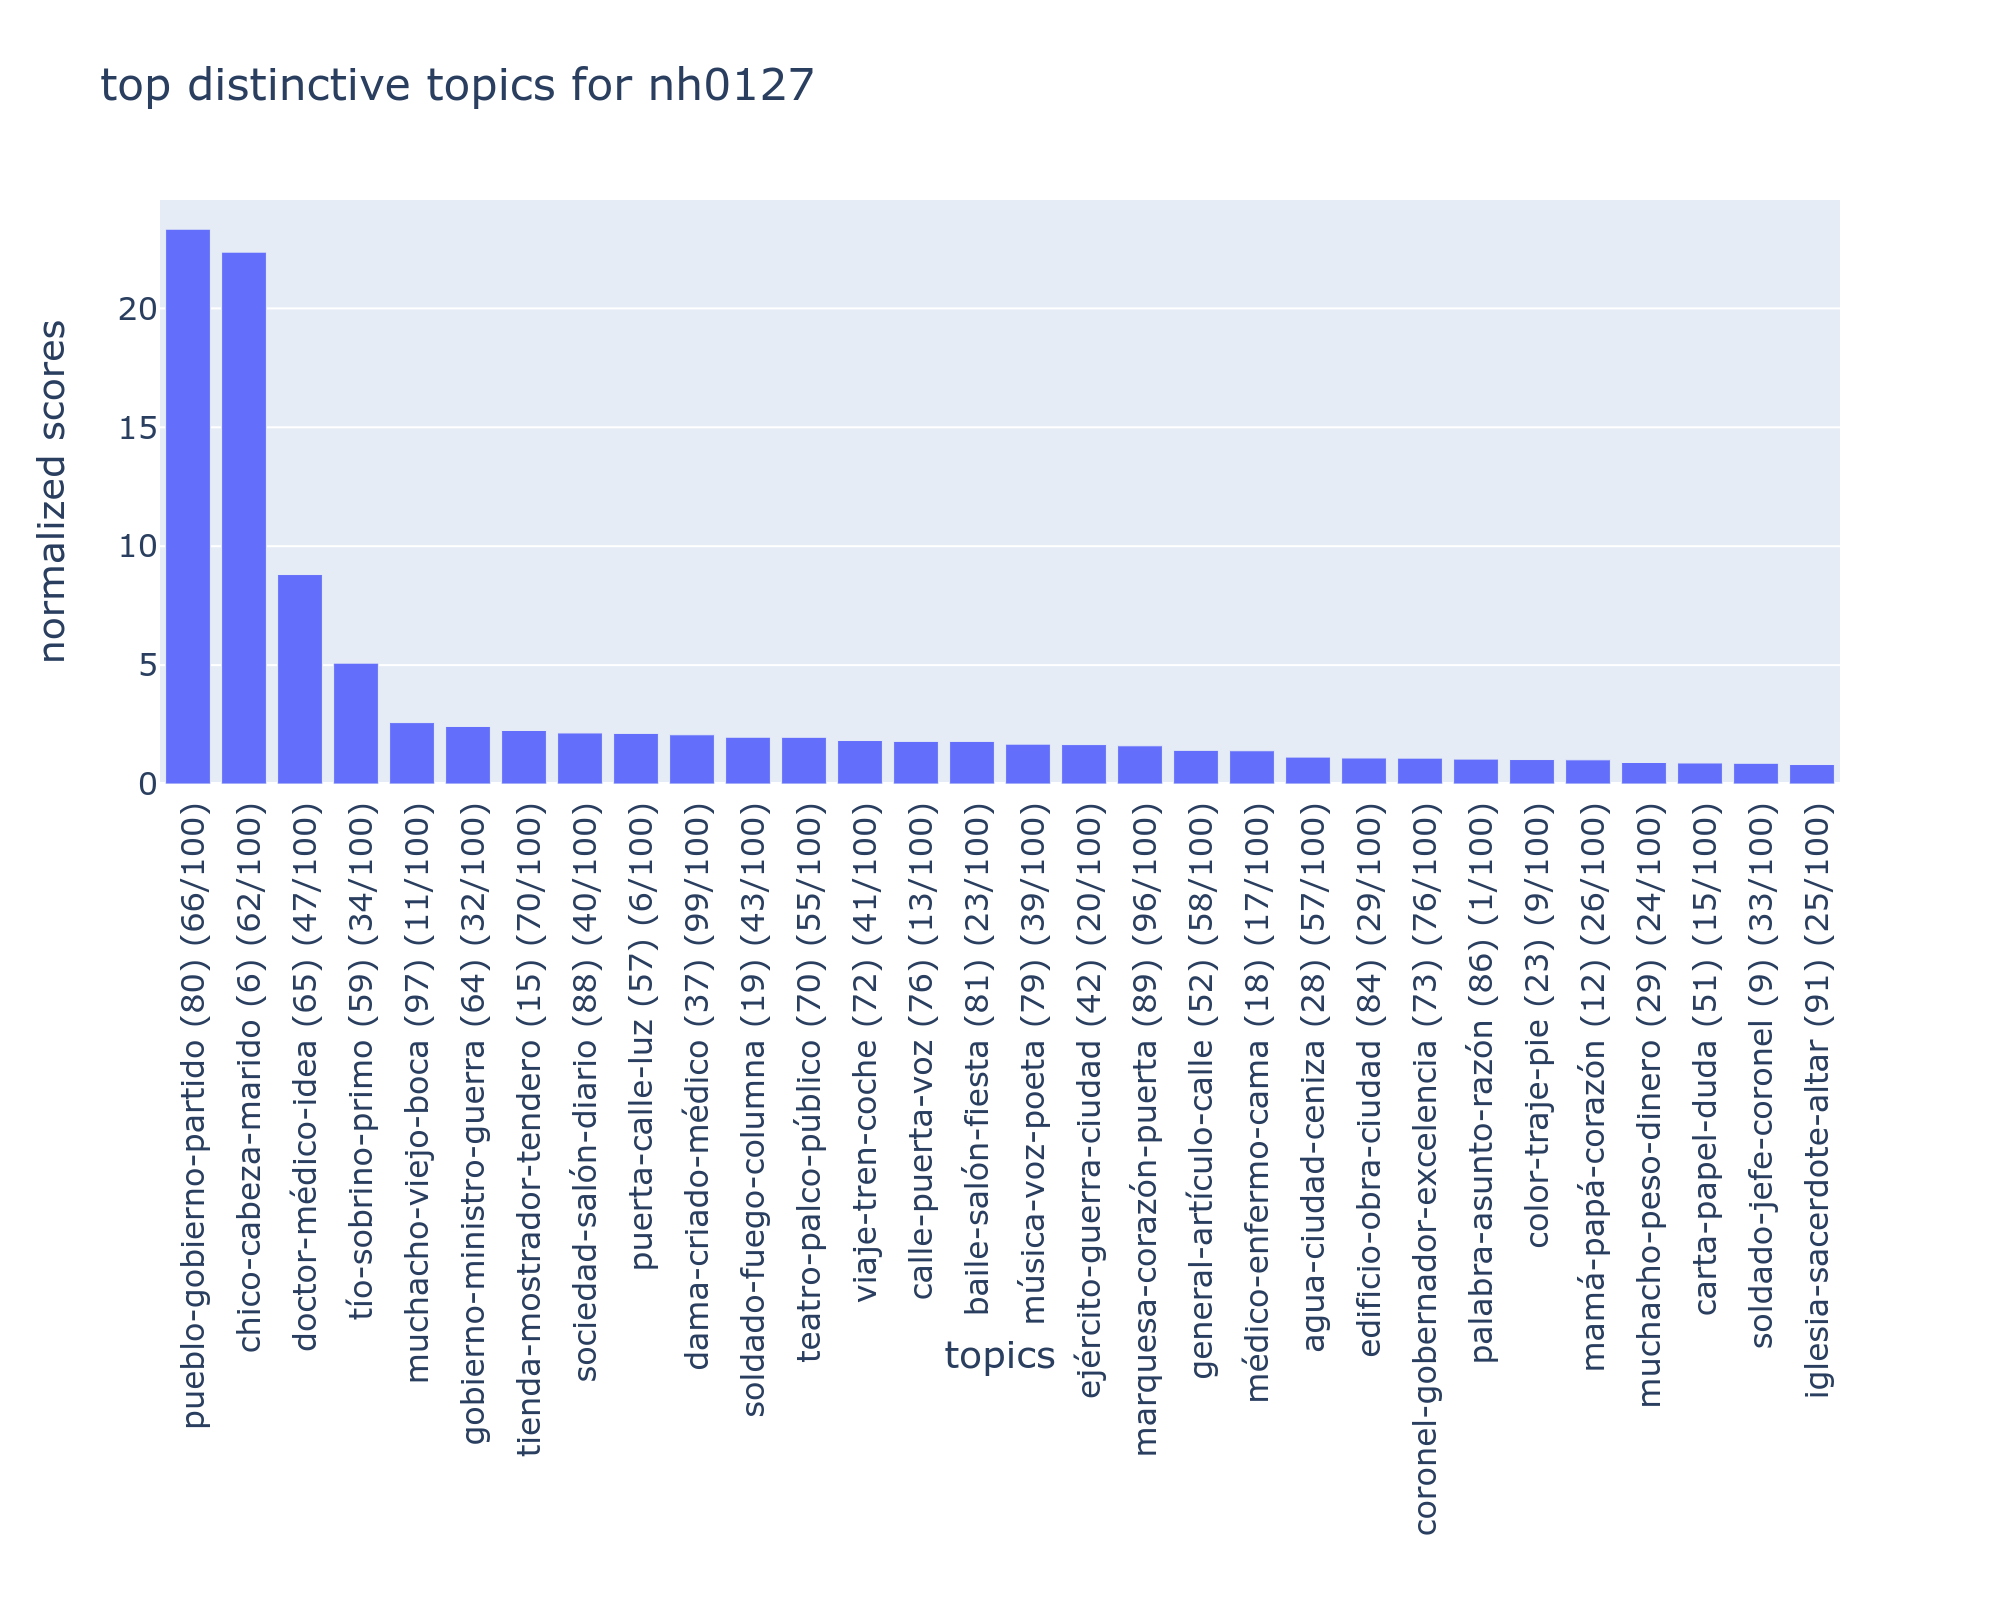 top distinctive topics for nh0127
normalized scores
20
15
10
5
0
pueblo-gobierno-partido (80) (66/100)
chico-cabeza-marido (6) (62/100)
doctor-médico-idea (65) (47/100)
tío-sobrino-primo (59) (34/100)
muchacho-viejo-boca (97) (11/100)
gobierno-ministro-guerra (64) (32/100)
tienda-mostrador-tendero (15) (70/100)
sociedad-salón-diario (88) (40/100)
puerta-calle-luz (57) (6/100)
dama-criado-médico (37) (99/100)
soldado-fuego-columna (19) (43/100)
teatro-palco-público (70) (55/100)
viaje-tren-coche (72) (41/100)
calle-puerta-voz (76) (13/100)
baile-salón-fiesta (81) (23/100)
música-voz-poeta (79) (39/100)
ejército-guerra-ciudad (42) (20/100)
marquesa-corazón-puerta (89) (96/100)
general-artículo-calle (52) (58/100)
médico-enfermo-cama (18) (17/100)
agua-ciudad-ceniza (28) (57/100)
edificio-obra-ciudad (84) (29/100)
coronel-gobernador-excelencia (73) (76/100)
palabra-asunto-razón (86) (1/100)
color-traje-pie (23) (9/100)
mamá-papá-corazón (12) (26/100)
muchacho-peso-dinero (29) (24/100)
carta-papel-duda (51) (15/100)
soldado-jefe-coronel (9) (33/100)
iglesia-sacerdote-altar (91) (25/100)
topics